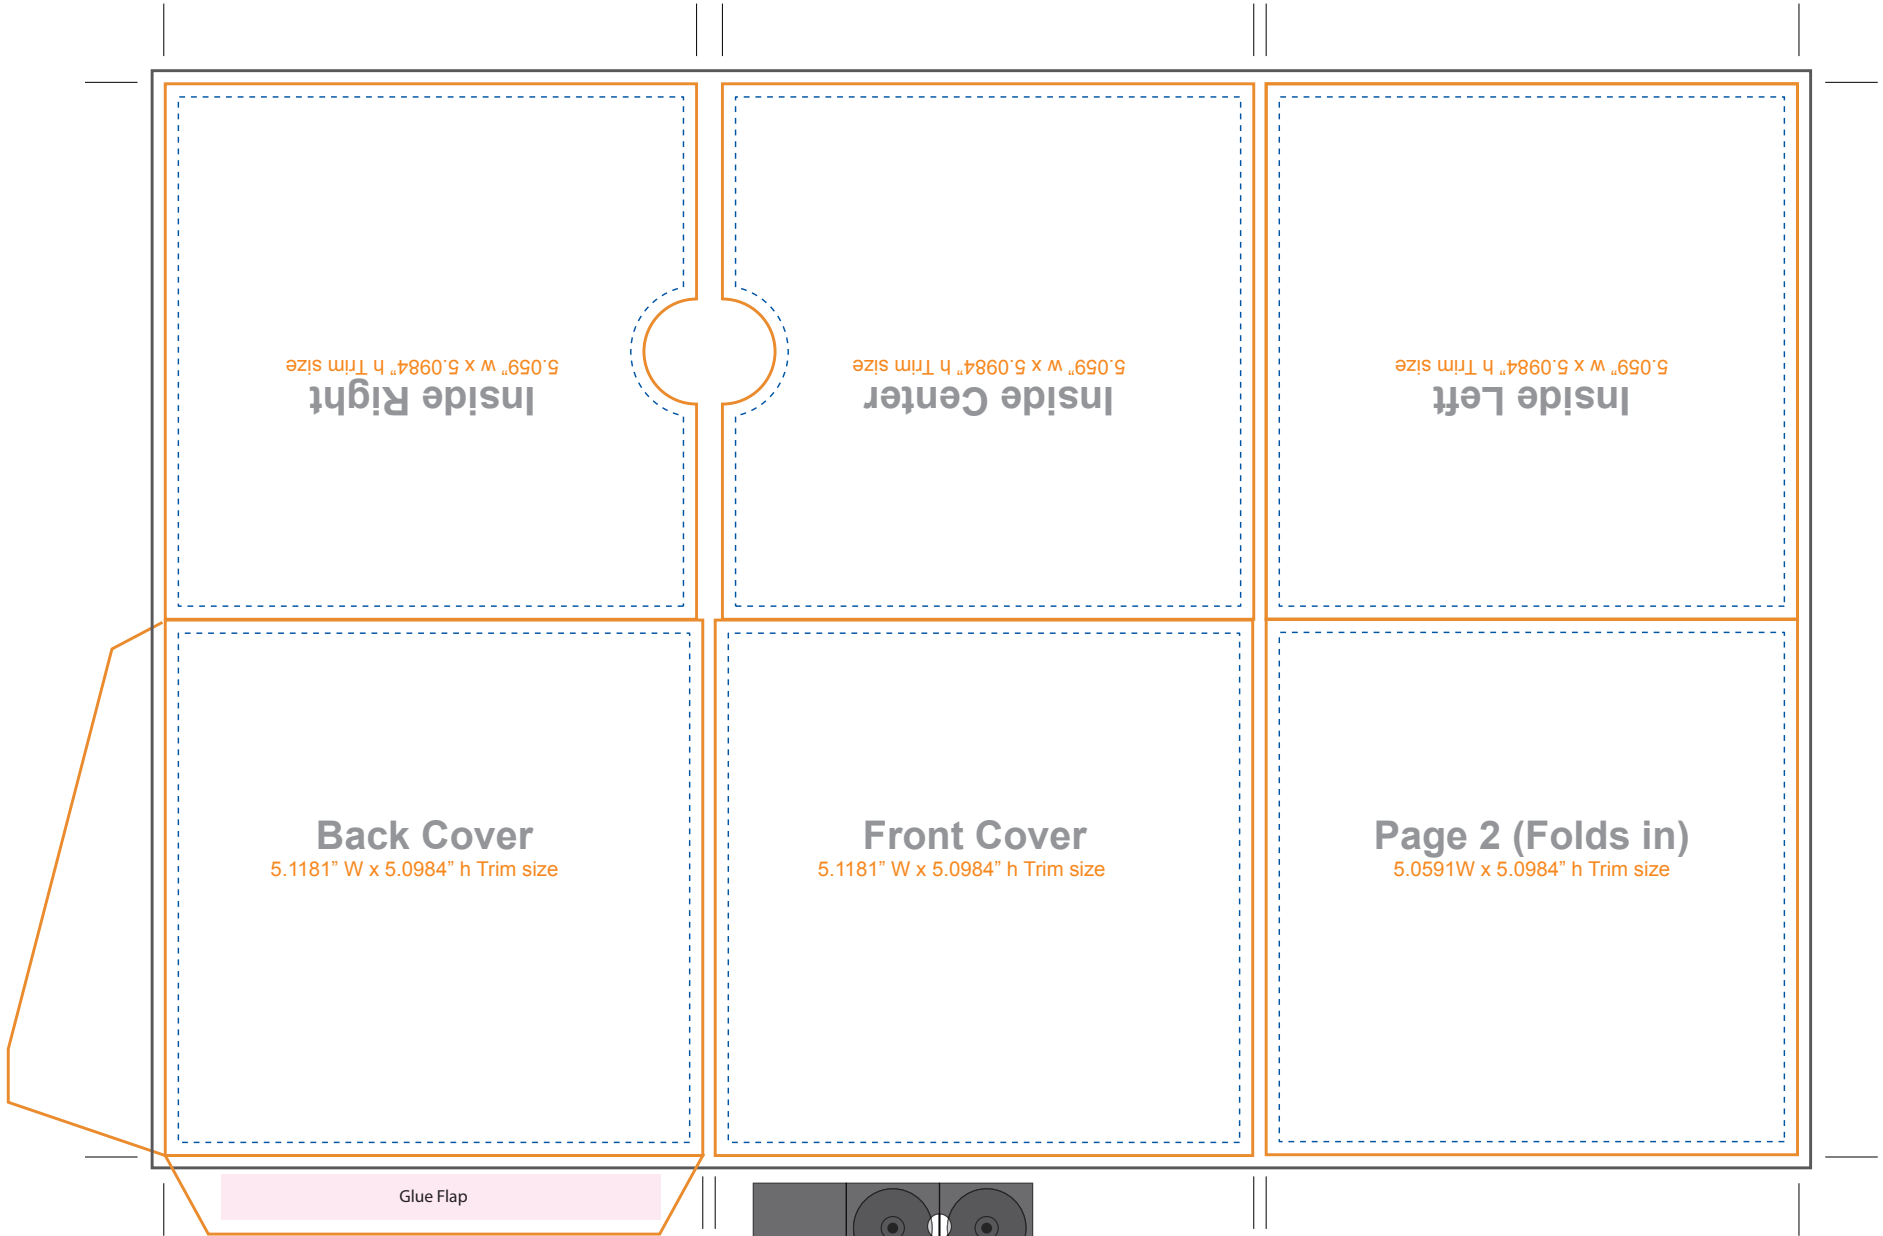 5.059” w x 5.0984” h Trim size
Inside Right
5.059” w x 5.0984” h Trim size
Inside Center
5.059” w x 5.0984” h Trim size
Inside Left
Back Cover
5.1181” W x 5.0984” h Trim size
Front Cover
5.1181” W x 5.0984” h Trim size
Page 2 (Folds in)
5.0591W x 5.0984” h Trim size
Glue Flap